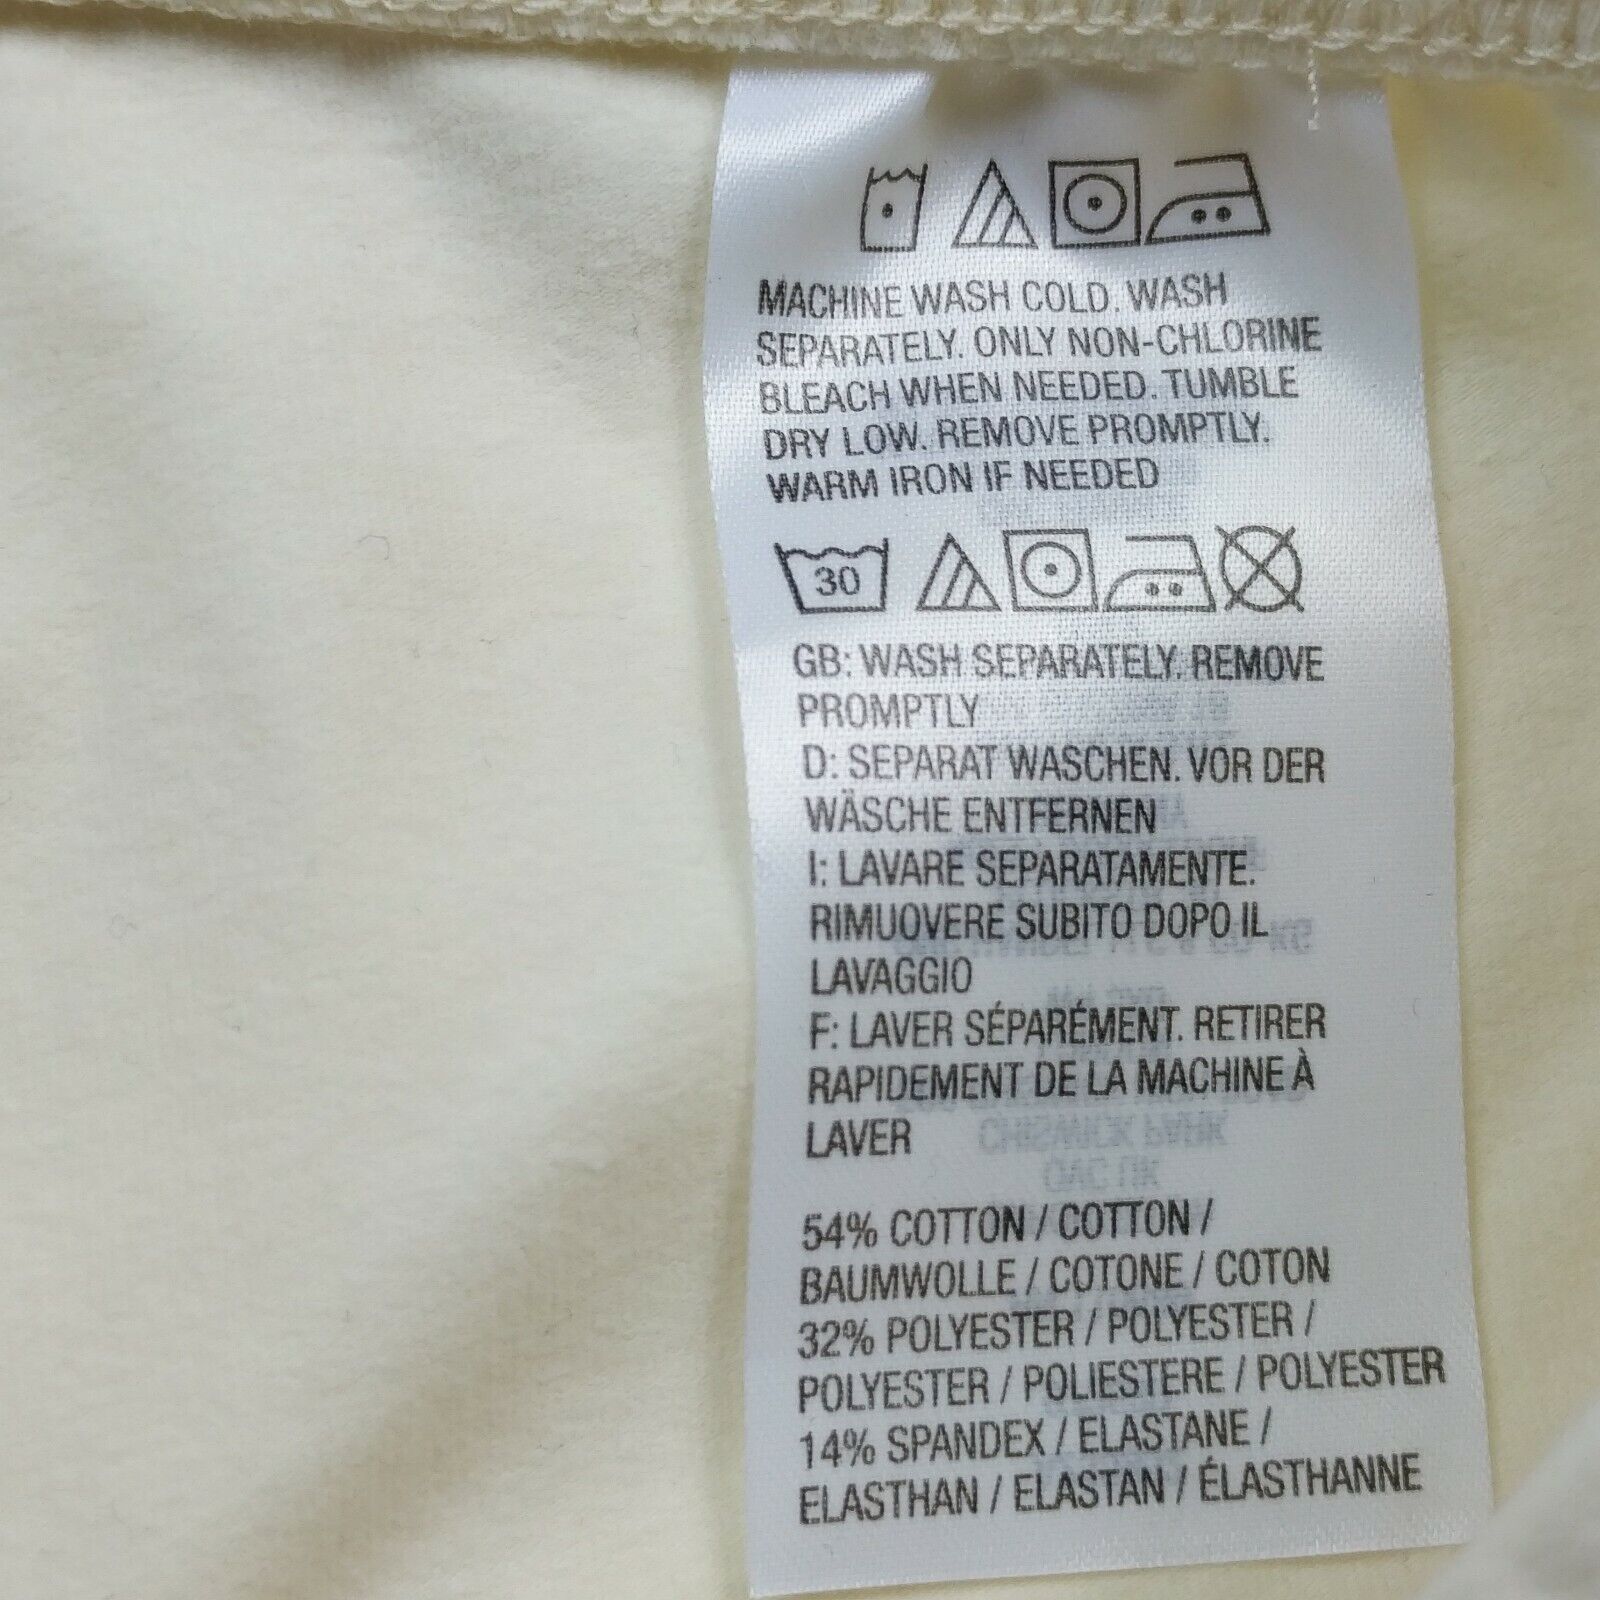 MACHINE WASH COLD. WASH
SEPARATELY. ONLY NON-CHLORINE
BLEACH WHEN NEEDED. TUMBLE
DRY LOW. REMOVE PROMPTLY.
WARM IRON IF NEEDED
30
GB: WASH SEPARATELY. REMOVE
PROMPTLY
D: SEPARAT WASCHEN. VOR DER
WÄSCHE ENTFERNEN
I: LAVARE SEPARATAMENTE.
RIMUOVERE SUBITO DOPO IL
LAVAGGIO
F: LAVER SÉPARÉMENT. RETIRER
RAPIDEMENT DE LA MACHINE À
LAVER
54% COTTON / COTTON /
BAUMWOLLE / COTONE / COTON
32% POLYESTER / POLYESTER /
POLYESTER / POLIESTERE / POLYESTER
14% SPANDEX / ELASTANE /
ELASTHAN / ELASTAN / ÉLASTHANNE